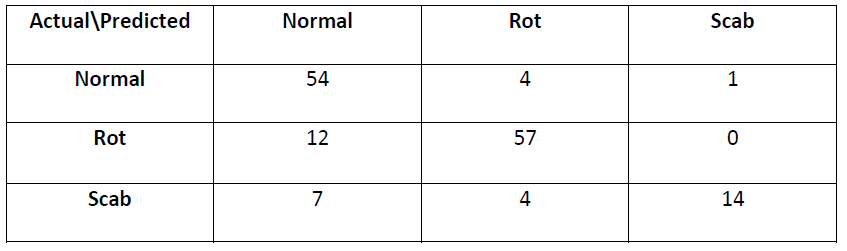 Actual\Predicted Normal Rot Scab
Normal 54 4 1
Rot 12 57 0
Scab 7 4 14